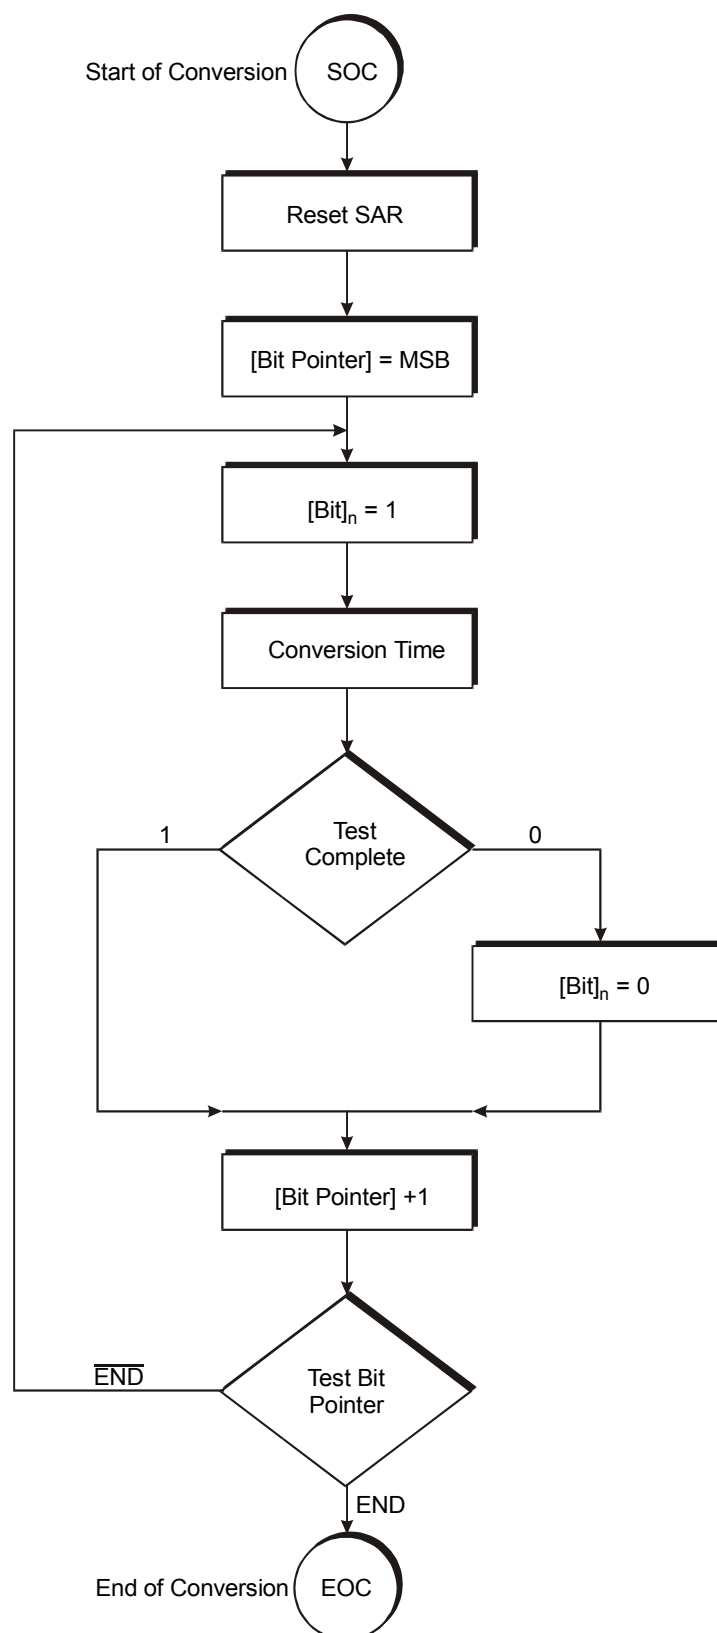 Start of Conversion
SOC
Reset SAR
[Bit Pointer] = MSB
[Bit]n = 1
Conversion Time
Test
Complete
1
0
[Bit]n = 0
[Bit Pointer] +1
Test Bit
Pointer
END
END
End of Conversion
EOC